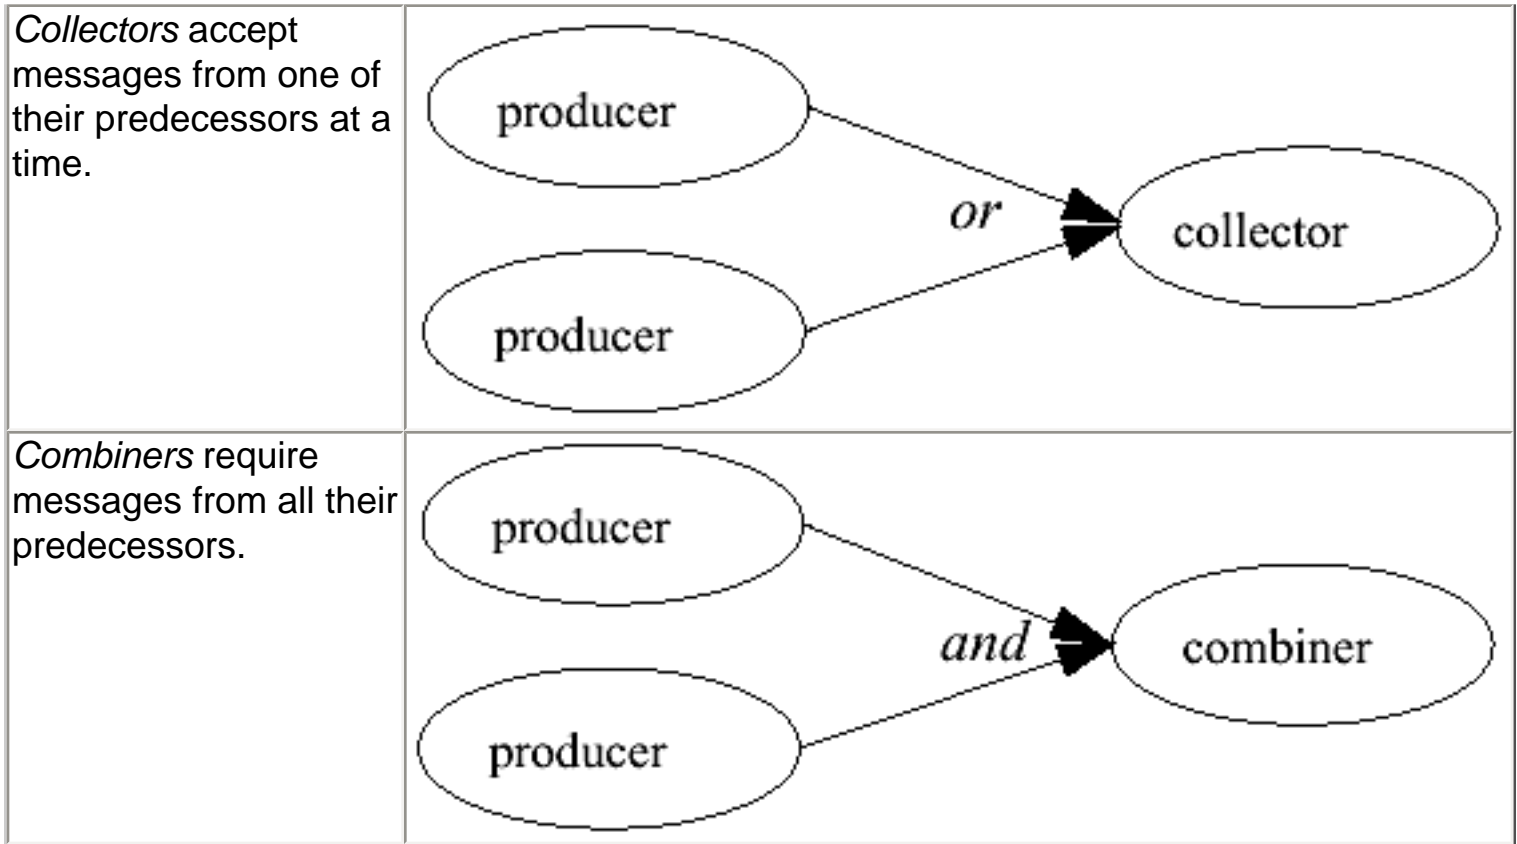 Collectors accept
messages from one of
their predecessors at a
time.
producer
or
collector
producer
Combiners require
messages from all their
predecessors.
producer
and
combiner
producer